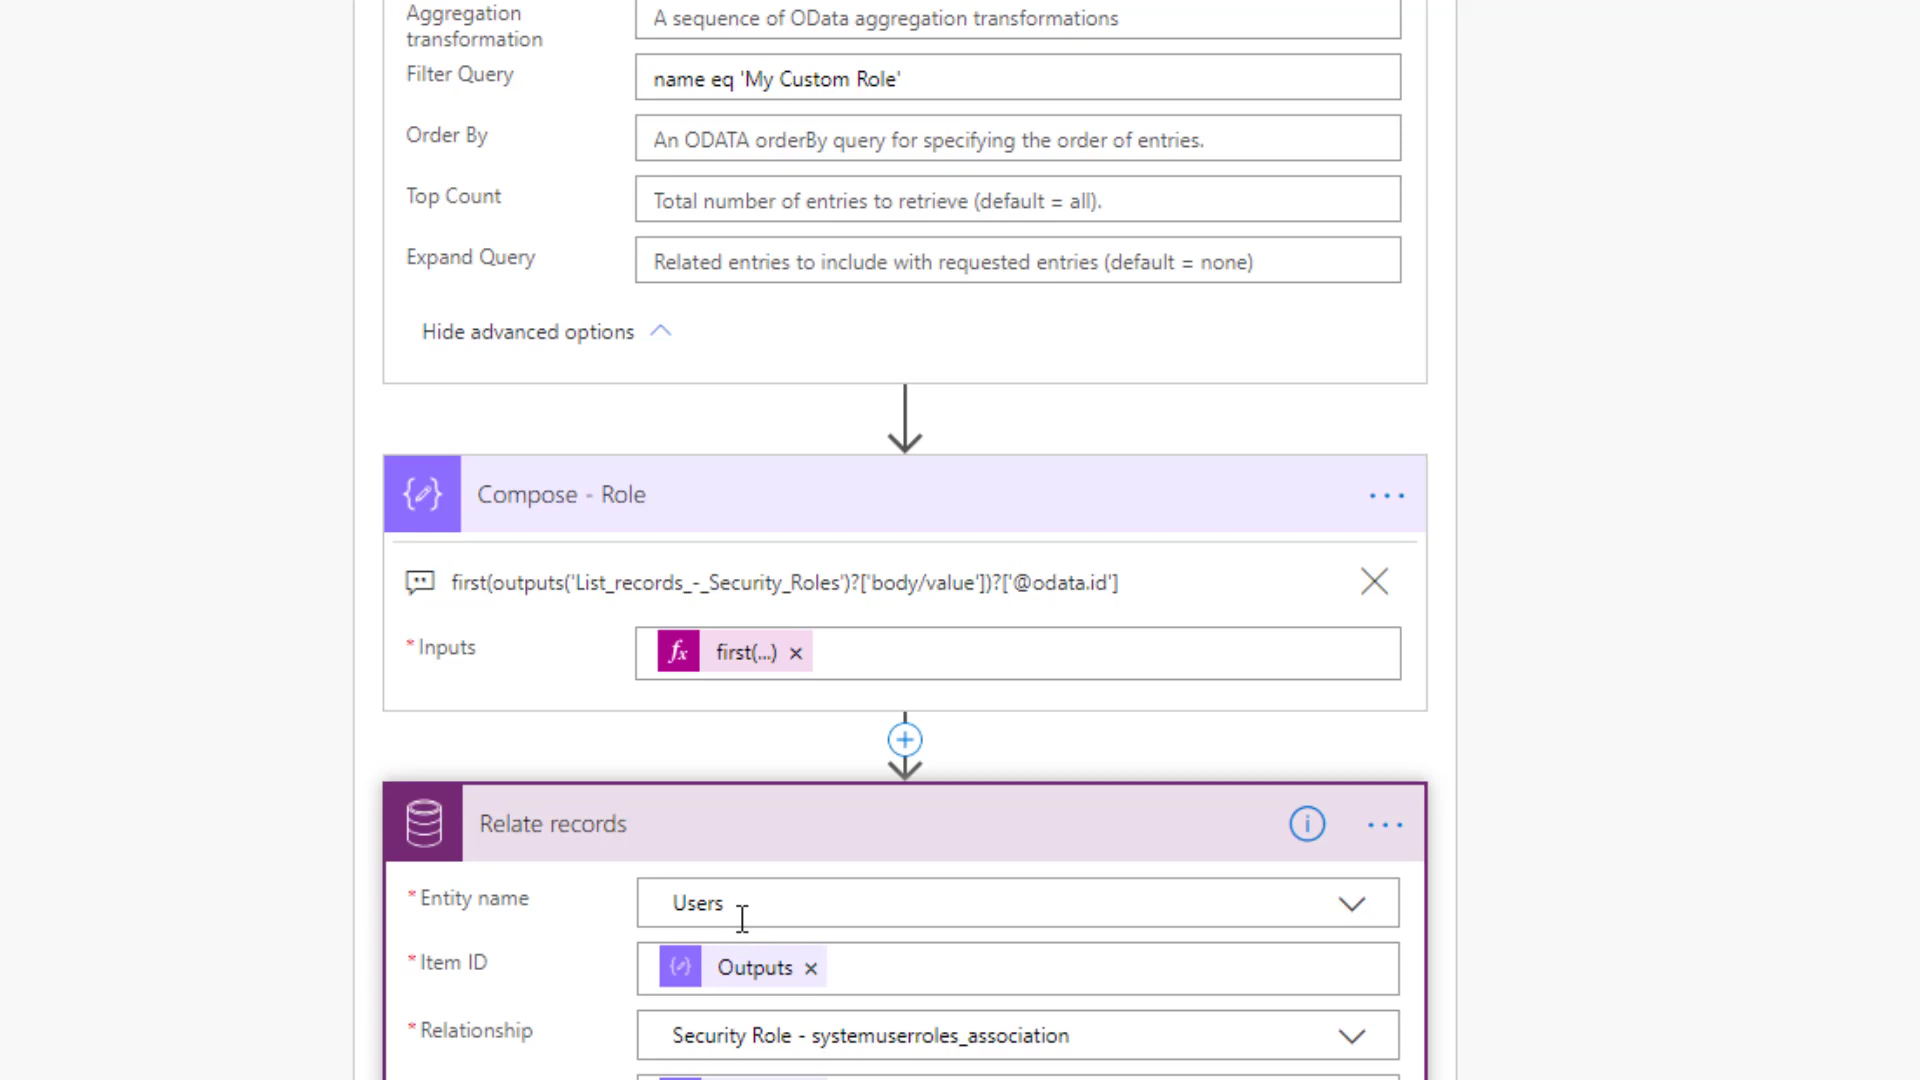 Aggregation
transformation
A sequence of OData aggregation transformations
Filter Query
name eq 'My Custom Role'
Order By
An ODATA orderBy query for specifying the order of entries.
Top Count
Total number of entries to retrieve (default = all).
Expand Query
Related entries to include with requested entries (default = none)
Hide advanced options
Compose - Role
first(outputs('List_records_-_Security_Roles')?['body/value'])?['@odata.id']
* Inputs
fx first(...) ×
Relate records
* Entity name
Users
* Item ID
Outputs ×
* Relationship
Security Role - systemuserroles_association